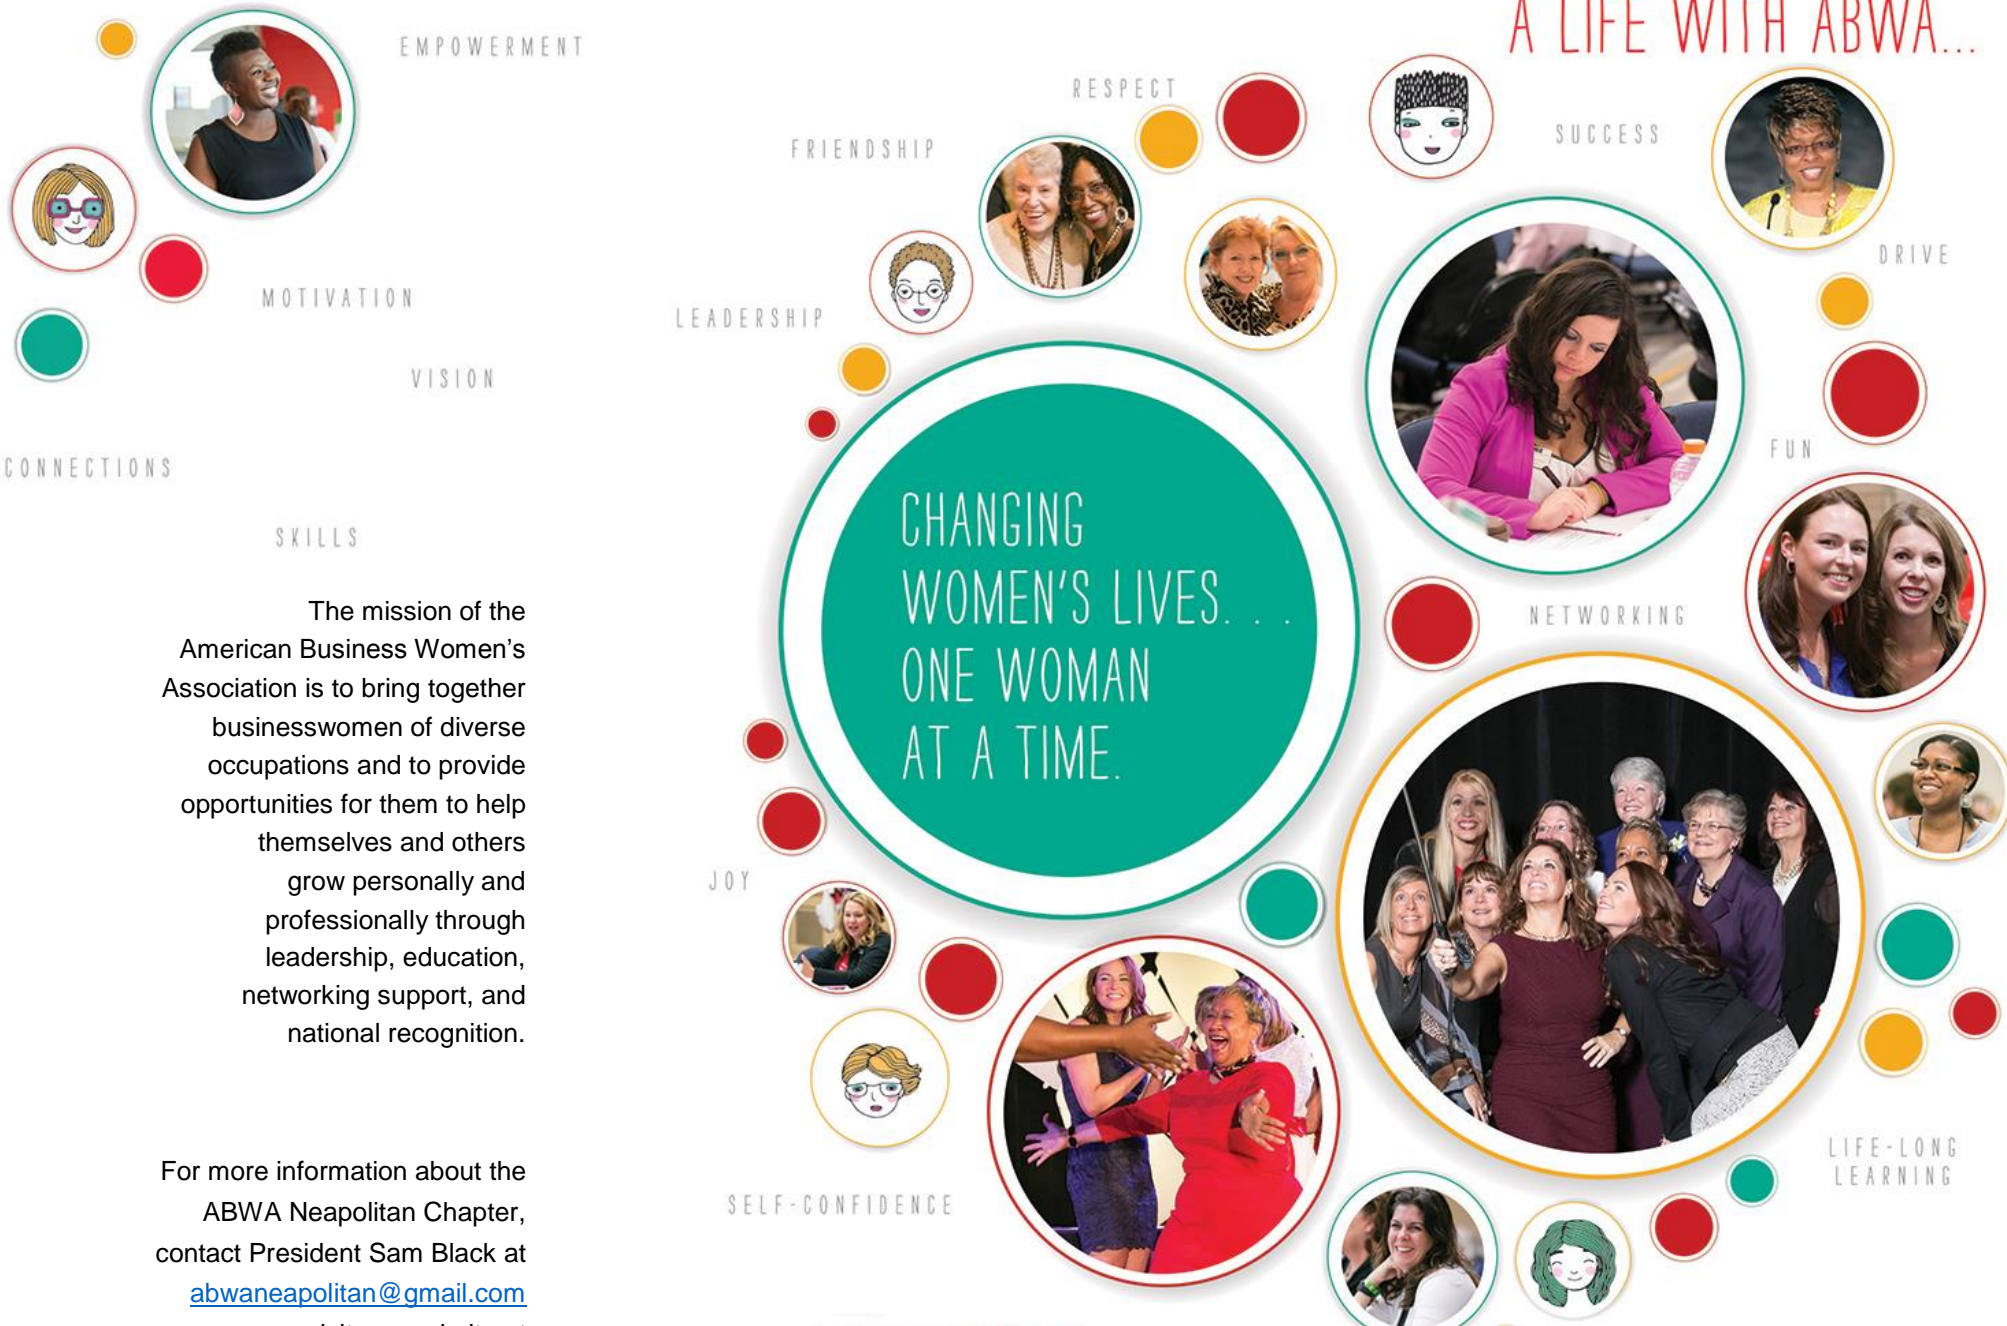 A LIFE WITH ABWA...
EMPOWERMENT
RESPECT
SUCCESS
FRIENDSHIP
DRIVE
MOTIVATION
LEADERSHIP
VISION
FUN
CONNECTIONS
SKILLS
CHANGING
WOMEN'S LIVES. . .
ONE WOMAN
AT A TIME.
NETWORKING
The mission of the
American Business Women's
Association is to bring together
businesswomen of diverse
occupations and to provide
opportunities for them to help
themselves and others
grow personally and
professionally through
leadership, education,
networking support, and
national recognition.
JOY
LIFE-LONG
LEARNING
SELF-CONFIDENCE
For more information about the
ABWA Neapolitan Chapter,
contact President Sam Black at
abwaneapolitan@gmail.com